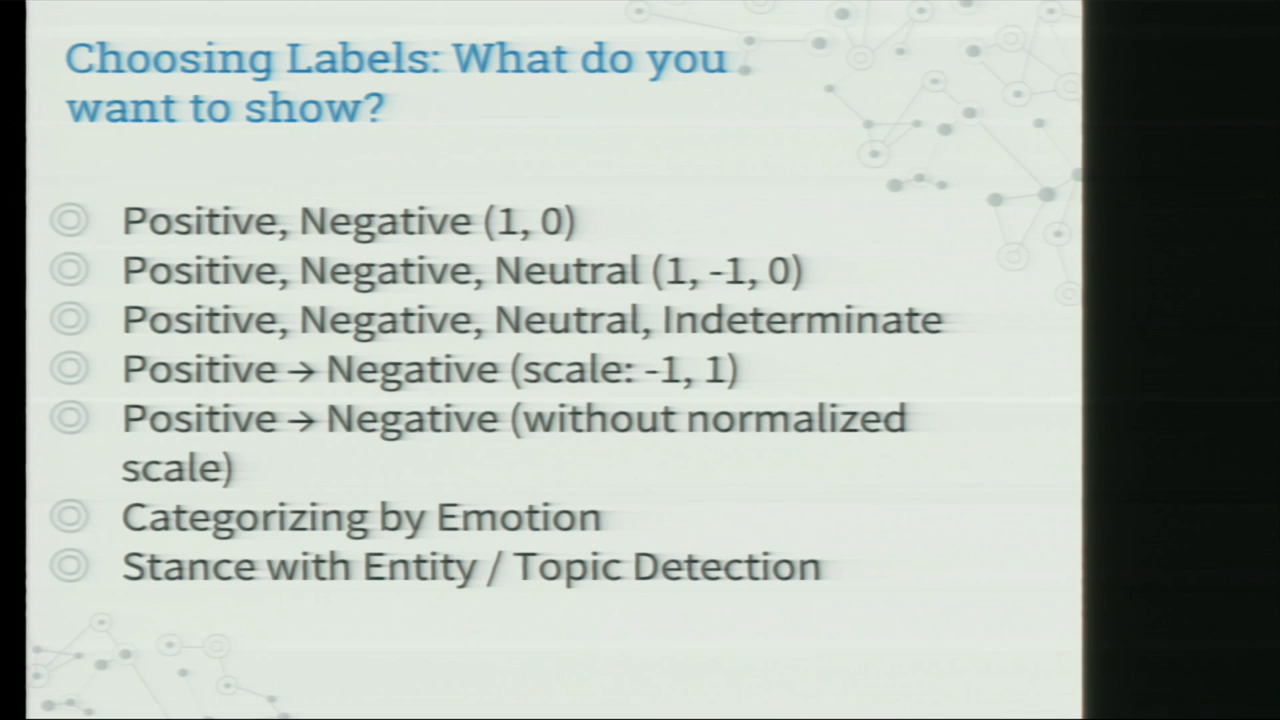 Choosing Labels: What do you
want to show?
Positive, Negative (1, 0)
Positive, Negative, Neutral (1, -1, 0)
Positive, Negative, Neutral, Indeterminate
Positive → Negative (scale: -1, 1)
Positive → Negative (without normalized
scale)
Categorizing by Emotion
Stance with Entity / Topic Detection